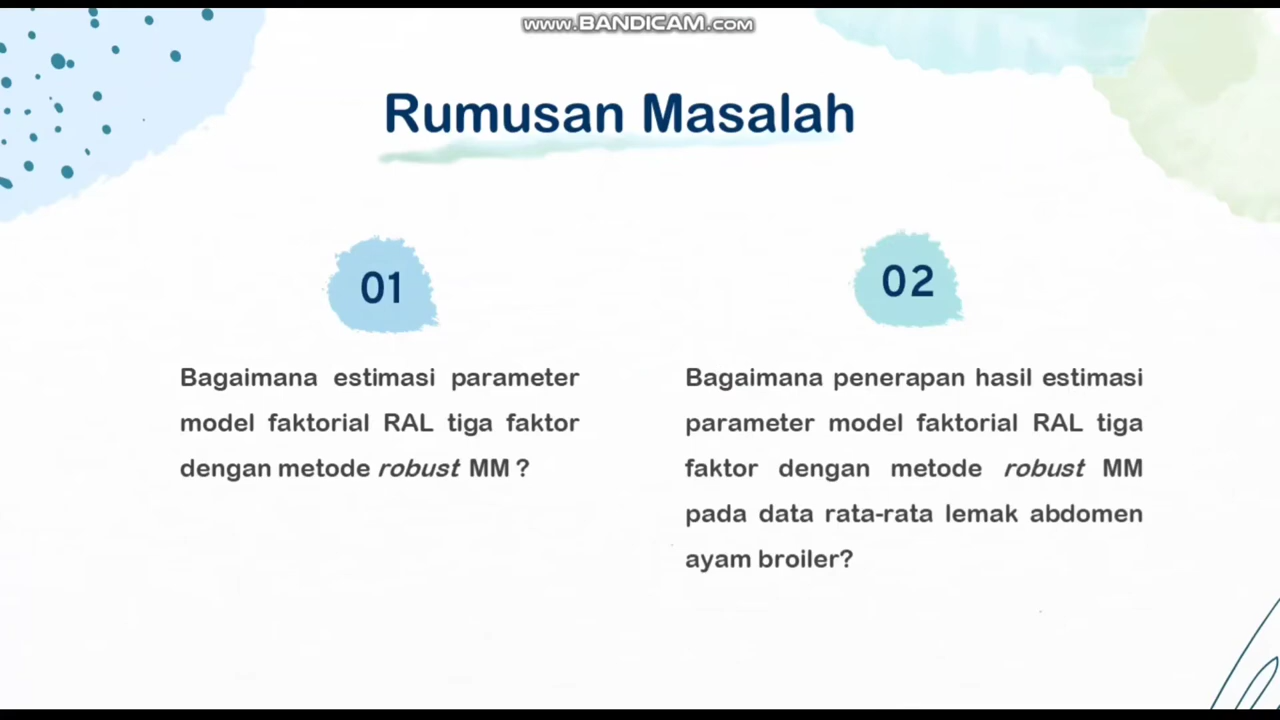 www.BANDICAM.com
Rumusan Masalah
01
Bagaimana estimasi parameter
model faktorial RAL tiga faktor
dengan metode robust MM ?
02
Bagaimana penerapan hasil estimasi
parameter model faktorial RAL tiga
faktor dengan metode robust MM
pada data rata-rata lemak abdomen
ayam broiler?